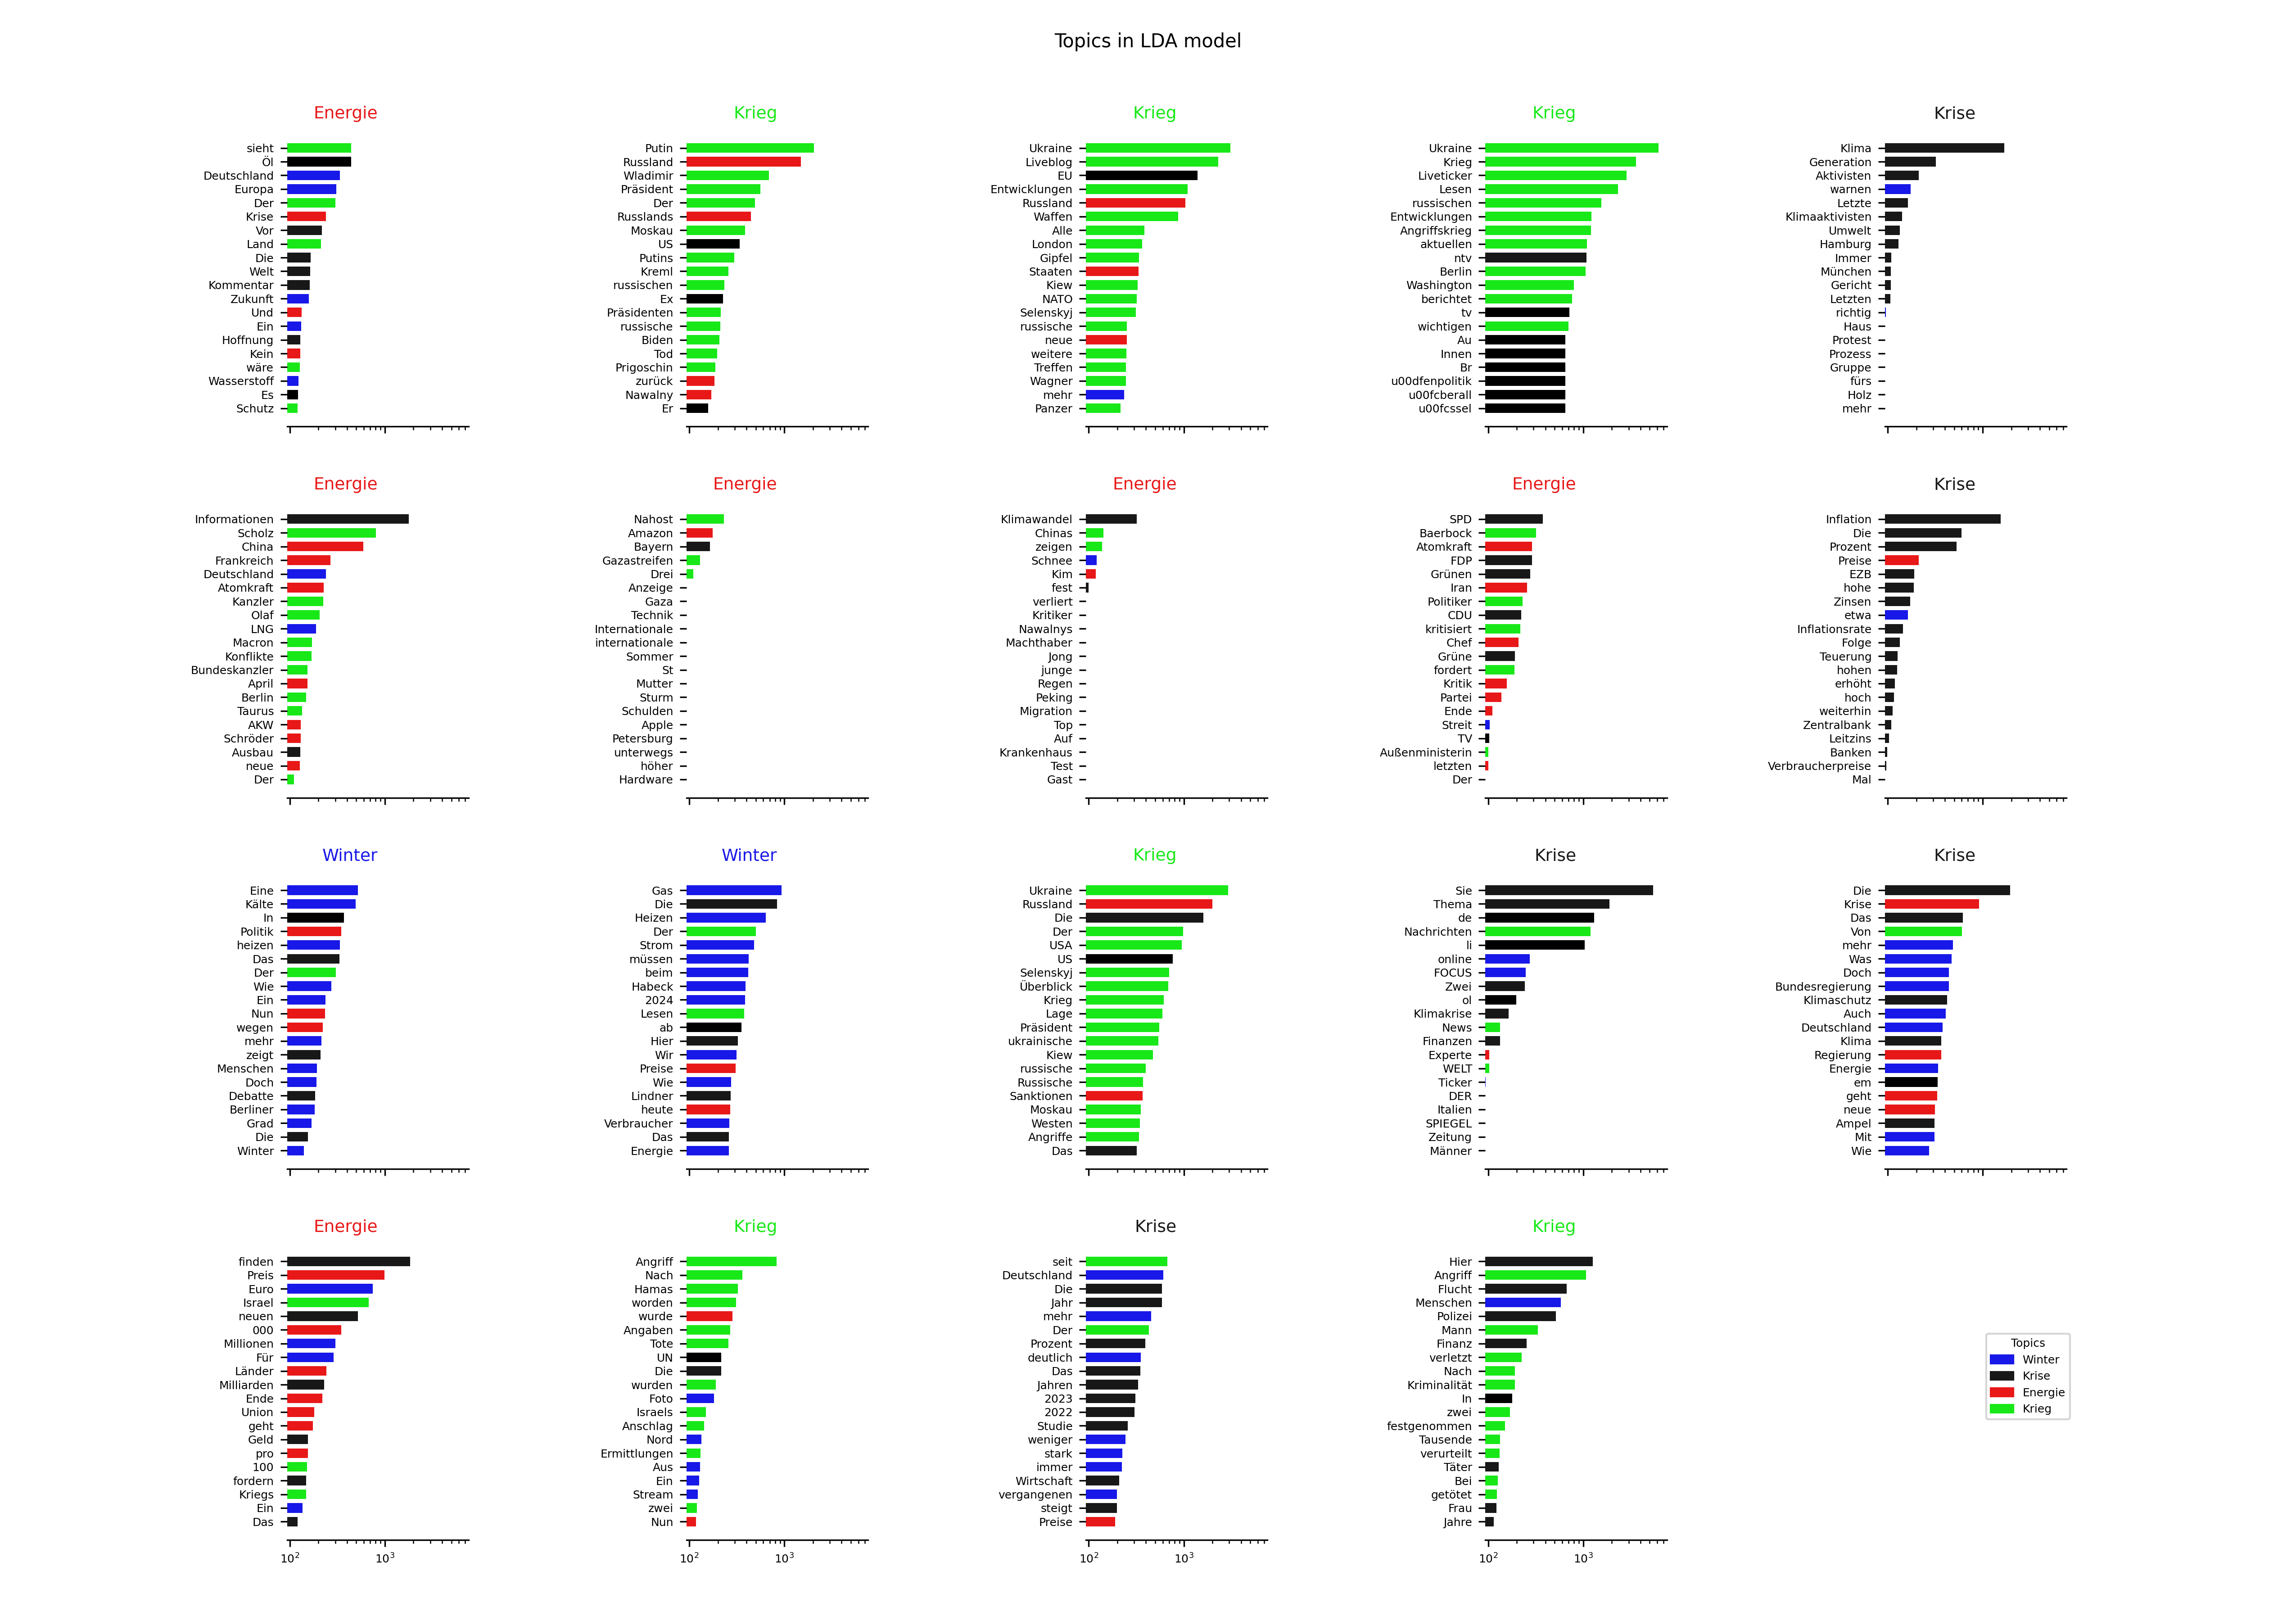 Topics in LDA model
Energie
sieht
Öl
Deutschland
Europa
Der
Krise
Vor
Land
Die
Welt
Kommentar
Zukunft
Und
Ein
Hoffnung
Kein
wäre
Wasserstoff
Es
Schutz
Krieg
Putin
Russland
Wladimir
Präsident
Der
Russlands
Moskau
US
Putins
Kreml
russischen
Ex
Präsidenten
russische
Biden
Tod
Prigoschin
zurück
Nawalny
Er
Krieg
Ukraine
Liveblog
EU
Entwicklungen
Russland
Waffen
Alle
London
Gipfel
Staaten
Kiew
NATO
Selenskyj
russische
neue
weitere
Treffen
Wagner
mehr
Panzer
Krieg
Ukraine
Krieg
Liveticker
Lesen
russischen
Entwicklungen
Angriffskrieg
aktuellen
ntv
Berlin
Washington
berichtet
tv
wichtigen
Au
Innen
Br
u00dfenpolitik
u00fcberall
u00fcssel
Krise
Klima
Generation
Aktivisten
warnen
Letzte
Klimaaktivisten
Umwelt
Hamburg
Immer
München
Gericht
Letzten
richtig
Haus
Protest
Prozess
Gruppe
fürs
Holz
mehr
Energie
Informationen
Scholz
China
Frankreich
Deutschland
Atomkraft
Kanzler
Olaf
LNG
Macron
Konflikte
Bundeskanzler
April
Berlin
Taurus
AKW
Schröder
Ausbau
neue
Der
Energie
Nahost
Amazon
Bayern
Gazastreifen
Drei
Anzeige
Gaza
Technik
Internationale
internationale
Sommer
St
Mutter
Sturm
Schulden
Apple
Petersburg
unterwegs
höher
Hardware
Energie
Klimawandel
Chinas
zeigen
Schnee
Kim
fest
verliert
Kritiker
Nawalnys
Machthaber
Jong
junge
Regen
Peking
Migration
Top
Auf
Krankenhaus
Test
Gast
Energie
SPD
Baerbock
Atomkraft
FDP
Grünen
Iran
Politiker
CDU
kritisiert
Chef
Grüne
fordert
Kritik
Partei
Ende
Streit
TV
Außenministerin
letzten
Der
Krise
Inflation
Die
Prozent
Preise
EZB
hohe
Zinsen
etwa
Inflationsrate
Folge
Teuerung
hohen
erhöht
hoch
weiterhin
Zentralbank
Leitzins
Banken
Verbraucherpreise
Mal
Winter
Eine
Kälte
In
Politik
heizen
Das
Der
Wie
Ein
Nun
wegen
mehr
zeigt
Menschen
Doch
Debatte
Berliner
Grad
Die
Winter
Winter
Gas
Die
Heizen
Der
Strom
müssen
beim
Habeck
2024
Lesen
ab
Hier
Wir
Preise
Wie
Lindner
heute
Verbraucher
Das
Energie
Krieg
Ukraine
Russland
Die
Der
USA
US
Selenskyj
Überblick
Krieg
Lage
Präsident
ukrainische
Kiew
russische
Russische
Sanktionen
Moskau
Westen
Angriffe
Das
Krise
Sie
Thema
de
Nachrichten
li
online
FOCUS
Zwei
ol
Klimakrise
News
Finanzen
Experte
WELT
Ticker
DER
Italien
SPIEGEL
Zeitung
Männer
Krise
Die
Krise
Das
Von
mehr
Was
Doch
Bundesregierung
Klimaschutz
Auch
Deutschland
Klima
Regierung
Energie
em
geht
neue
Ampel
Mit
Wie
Energie
finden
Preis
Euro
Israel
neuen
000
Millionen
Für
Länder
Milliarden
Ende
Union
geht
Geld
pro
100
fordern
Kriegs
Ein
Das
10² 10³
Krieg
Angriff
Nach
Hamas
worden
wurde
Angaben
Tote
UN
Die
wurden
Foto
Israels
Anschlag
Nord
Ermittlungen
Aus
Ein
Stream
zwei
Nun
10² 10³
Krise
seit
Deutschland
Die
Jahr
mehr
Der
Prozent
deutlich
Das
Jahren
2023
2022
Studie
weniger
stark
immer
Wirtschaft
vergangenen
steigt
Preise
10² 10³
Krieg
Hier
Angriff
Flucht
Menschen
Polizei
Mann
Finanz
verletzt
Nach
Kriminalität
In
zwei
festgenommen
Tausende
verurteilt
Täter
Bei
getötet
Frau
Jahre
10² 10³
Topics
Winter
Krise
Energie
Krieg